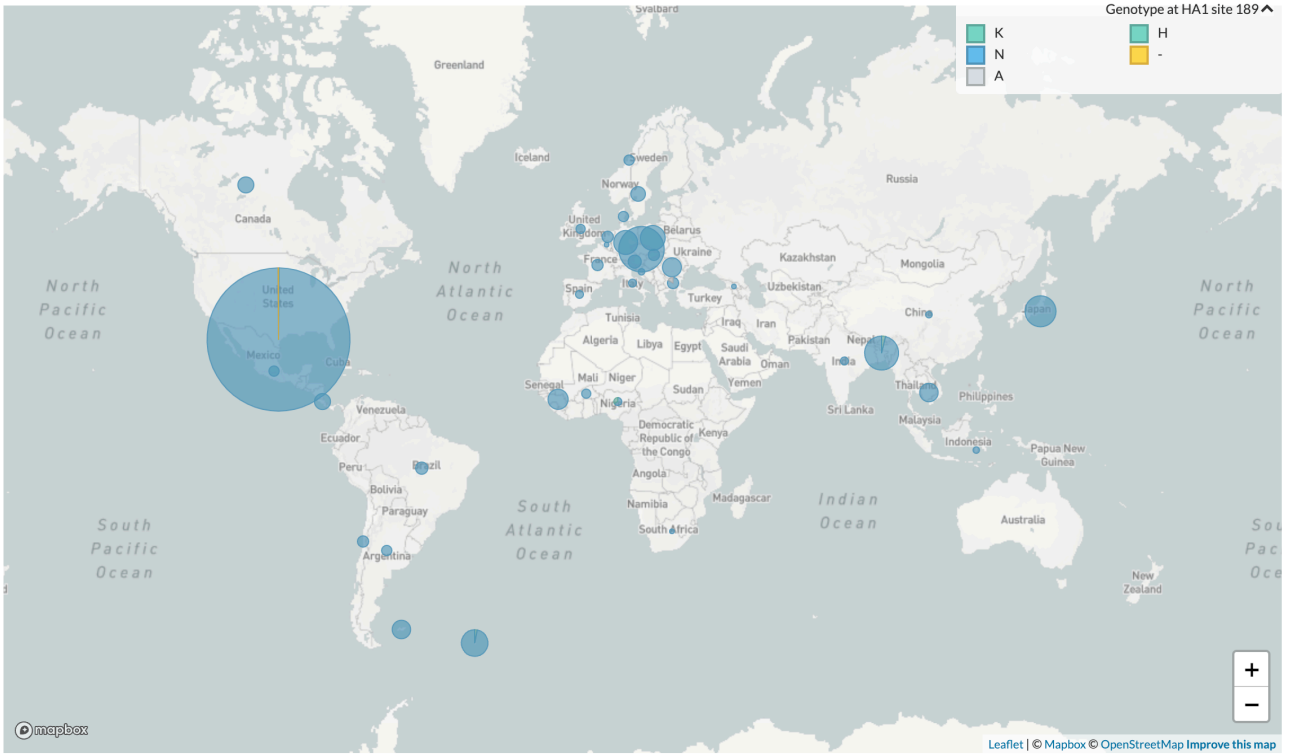 Svalbard
Genotype at HA1 site 189
K
H
N
-
A
Greenland
Iceland
Sweden
Norway
Russia
Canada
United
Kingdom
Belarus
Ukraine
France
Kazakhstan
Mongolia
North
Pacific
Ocean
North
Atlantic
Ocean
North
Pacific
Ocean
United
States
Spain
Italy
Turkey
Uzbekistan
China
Japan
Tunisia
Iraq
Iran
Algeria
Libya
Egypt
Pakistan
Nepal
Mexico
Cuba
Saudi
Arabia
Oman
India
Senegal
Mali
Niger
Sudan
Yemen
Thailand
Philippines
Nigeria
Venezuela
Sri Lanka
Malaysia
Democratic
Republic of
the Congo
Kenya
Ecuador
Indonesia
Papua New
Guinea
Peru
Brazil
Angola
Bolivia
Madagascar
Namibia
Paraguay
South
Pacific
Ocean
South
Atlantic
Ocean
Indian
Ocean
South Africa
Australia
Sou
Pac
Oce
Argentina
New
Zealand
+
−
mapbox
Leaflet | © Mapbox © OpenStreetMap Improve this map